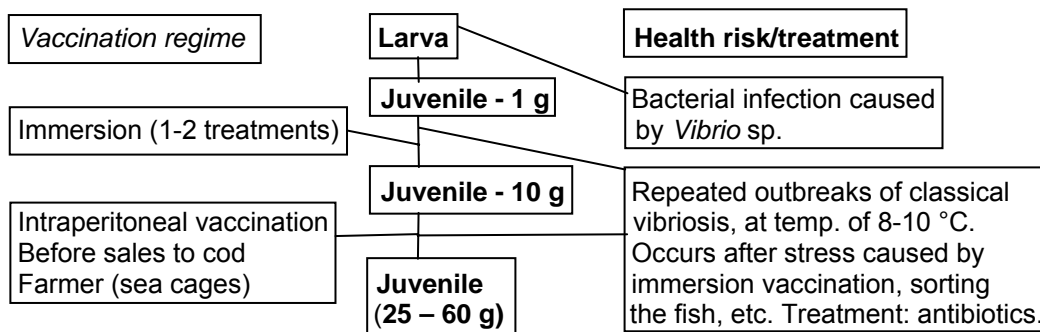 Vaccination regime
Larva
Health risk/treatment
Juvenile - 1 g
Bacterial infection caused
by Vibrio sp.
Immersion (1-2 treatments)
Juvenile - 10 g
Repeated outbreaks of classical
vibriosis, at temp. of 8-10 °C.
Occurs after stress caused by
immersion vaccination, sorting
the fish, etc. Treatment: antibiotics.
Intraperitoneal vaccination
Before sales to cod
Farmer (sea cages)
Juvenile
(25 – 60 g)